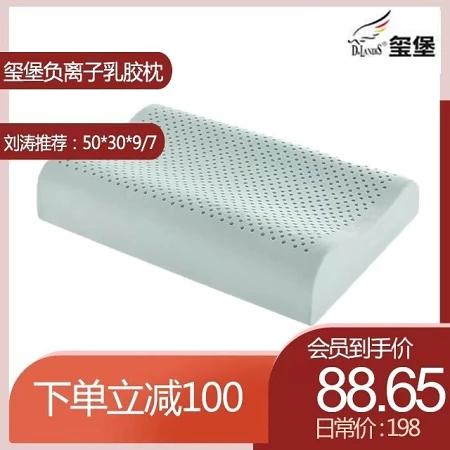 DeLANDIS® 玺堡
玺堡负离子乳胶枕
刘涛推荐：50*30*9/7
会员到手价
下单立减100
88.65
日常价：198